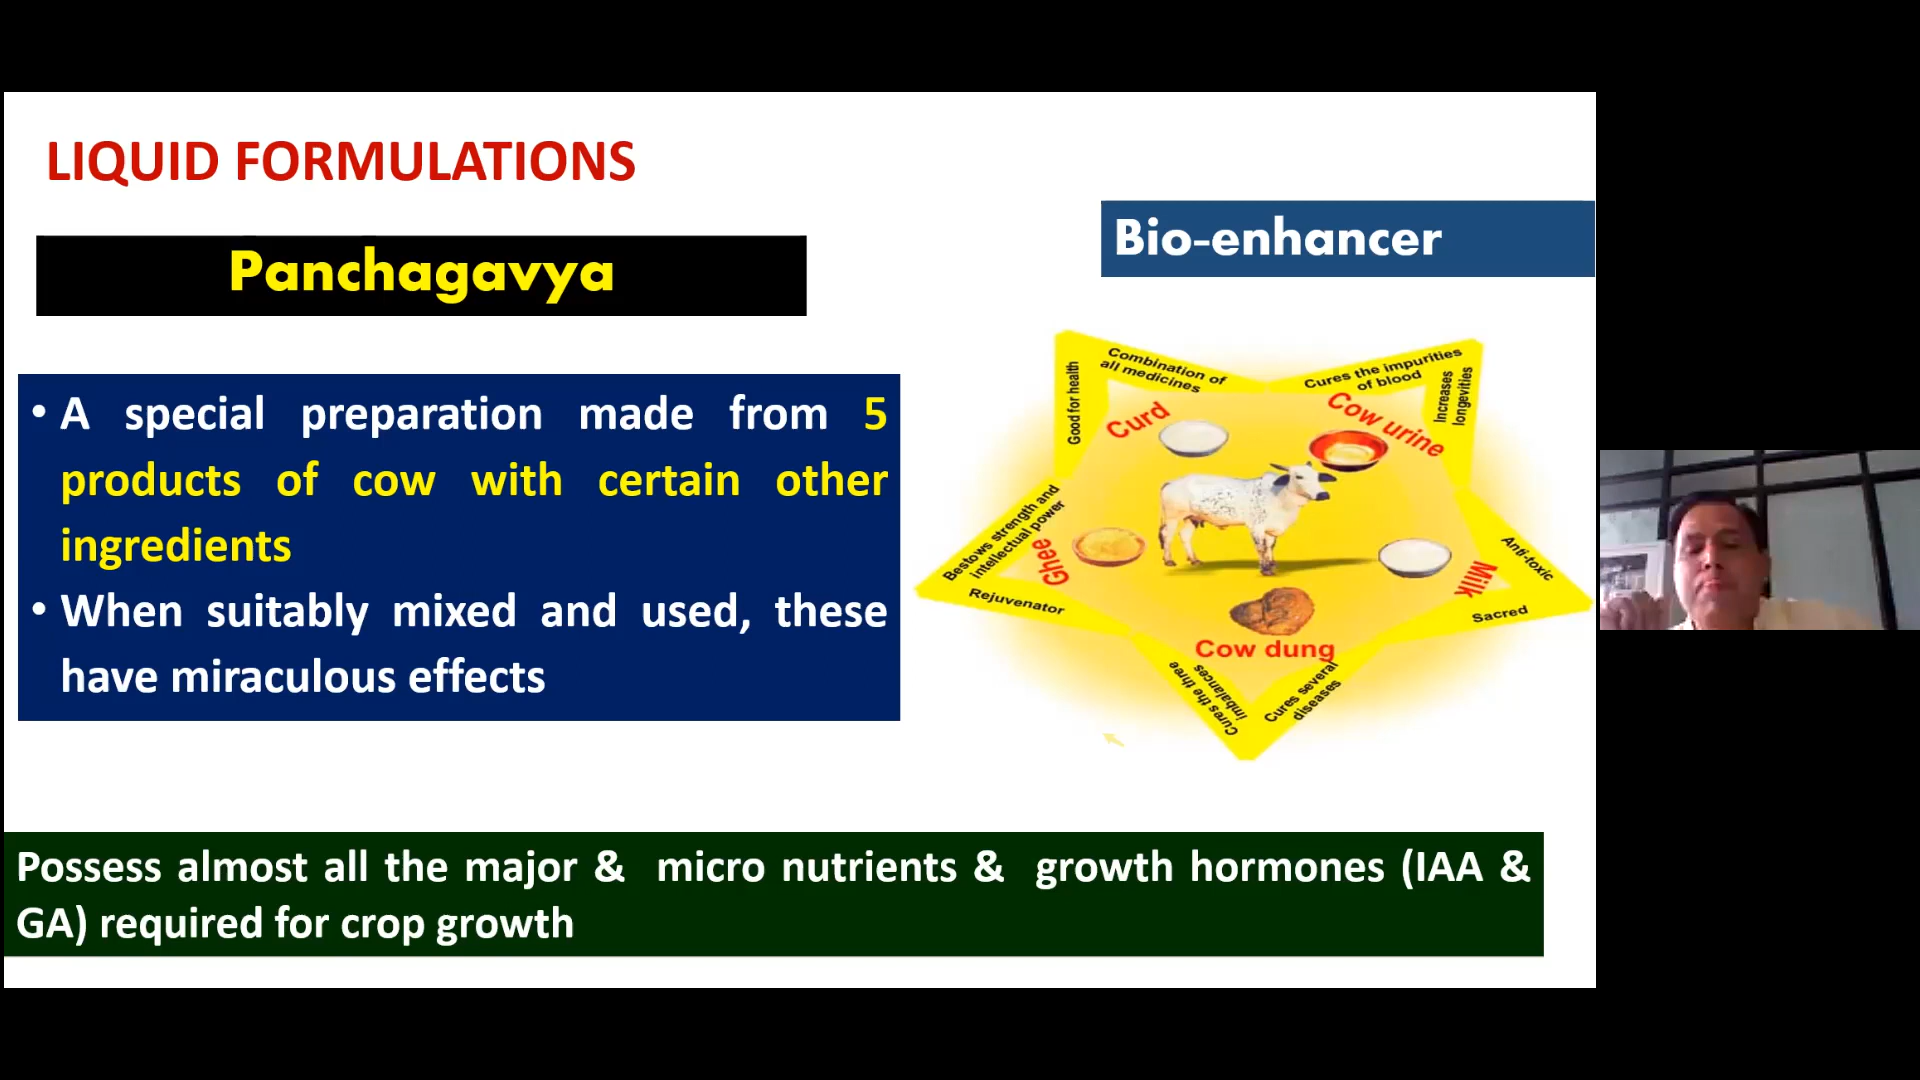 LIQUID FORMULATIONS
Bio-enhancer
Panchagavya
• A special preparation made from 5
products of cow with certain other
ingredients
• When suitably mixed and used, these
have miraculous effects
Good for health
Combination of
all medicines
Curd
Cures the impurities
of blood
Increases
longevities
Cow urine
Bestows strength and
intellectual power
Ghee
Rejuvenator
Anti-toxic
Milk
Sacred
Cow dung
Cures the three
imbalances
Cures several
diseases
Possess almost all the major & micro nutrients & growth hormones (IAA &
GA) required for crop growth